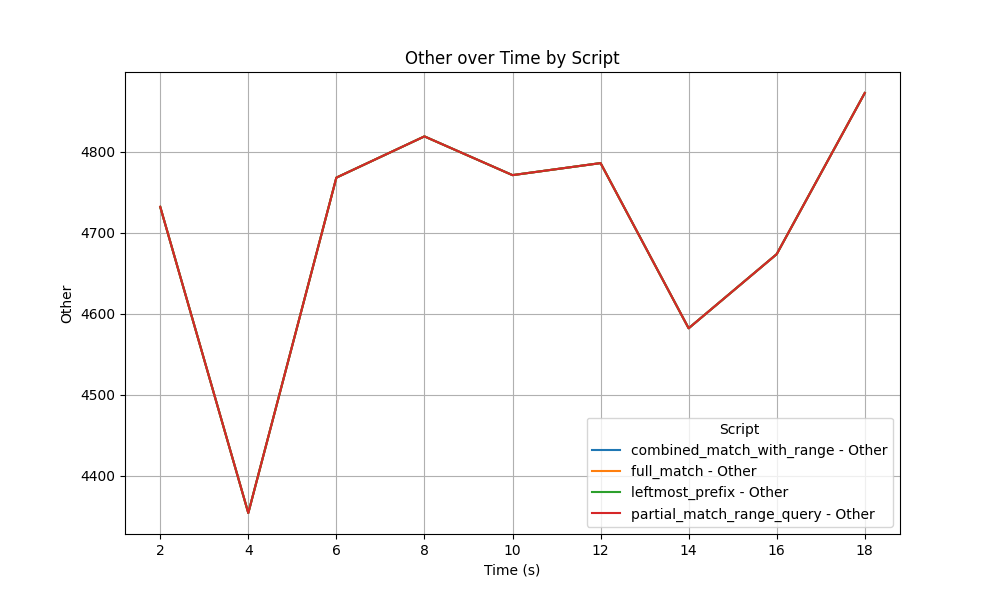 Other over Time by Script
Other
4800
4700
4600
4500
4400
2 4 6 8 10 12 14 16 18
Time (s)
Script
combined_match_with_range - Other
full_match - Other
leftmost_prefix - Other
partial_match_range_query - Other